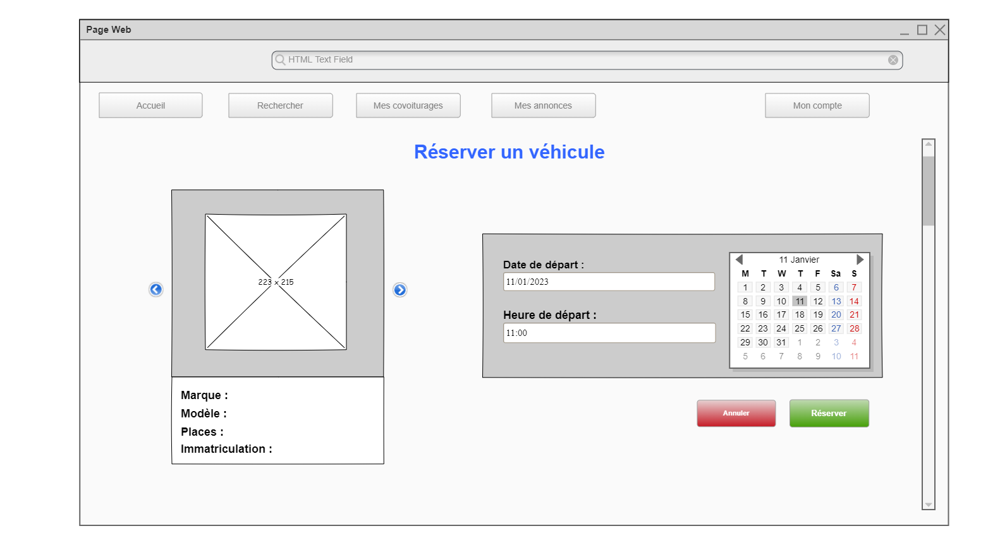 Page Web
HTML Text Field
Accueil
Rechercher
Mes covoiturages
Mes annonces
Mon compte
Réserver un véhicule
223 x 215
Marque :
Modèle :
Places :
Immatriculation :
Date de départ :
11/01/2023
Heure de départ :
11:00
11 Janvier
M T W T F Sa S
1 2 3 4 5 6 7
8 9 10 11 12 13 14
15 16 17 18 19 20 21
22 23 24 25 26 27 28
29 30 31 1 2 3 4
5 6 7 8 9 10 11
Annuler
Réserver